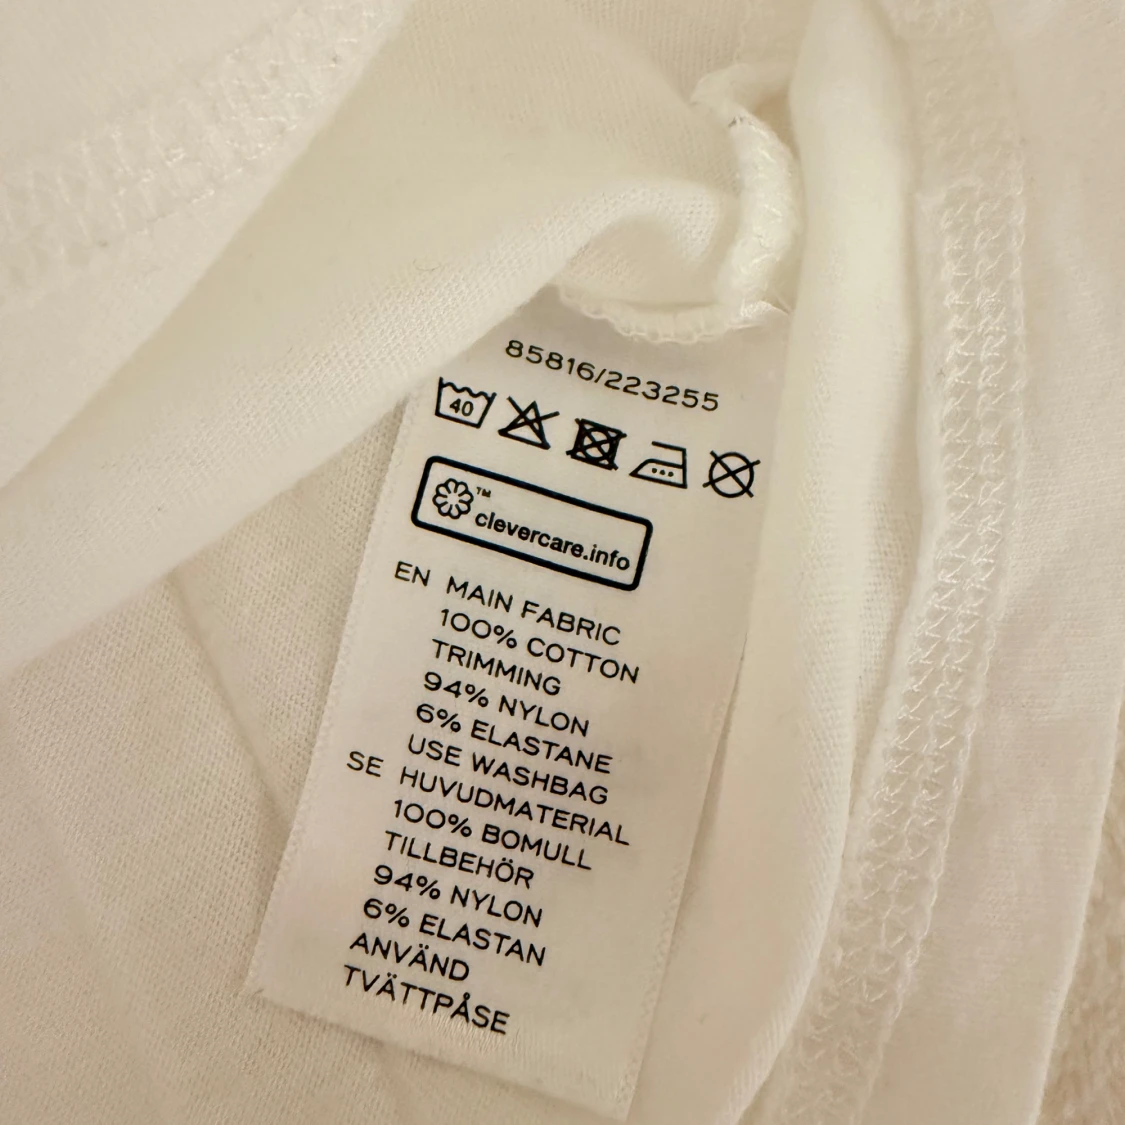 85816/223255
40
™
clevercare.info
EN MAIN FABRIC
100% COTTON
TRIMMING
94% NYLON
6% ELASTANE
USE WASHBAG
SE HUVUDMATERIAL
100% BOMULL
TILLBEHÖR
94% NYLON
6% ELASTAN
ANVÄND
TVÄTTPÅSE